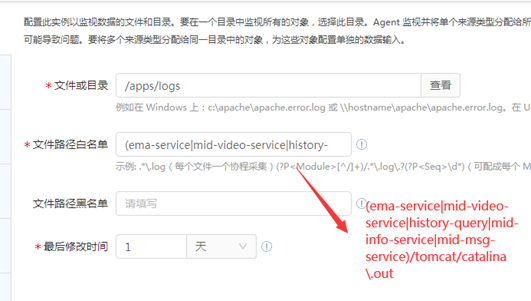 配置此实例以监视数据的文件和目录。要在一个目录中监视所有的对象，选择此目录。Agent 监视并将单个来源类型分配给所
可能导致问题。要将多个来源类型分配给同一目录中的对象，为这些对象配置单独的数据输入。
* 文件或目录 /apps/logs 查看
例如在 Windows 上：c:\apache\apache.error.log 或 \\hostname\apache\apache.error.log。在 U
* 文件路径白名单 (ema-service|mid-video-service|history-
示例: .*\.log（每个文件一个协程采集）(?P<Module>[^/]+)/.*\.log\.?(?P<Seq>\d*)（可配成每个 M
文件路径黑名单 请填写
* 最后修改时间 1 天
(ema-service|mid-video-
service|history-query|mid-
info-service|mid-msg-
service)/tomcat/catalina
\.out